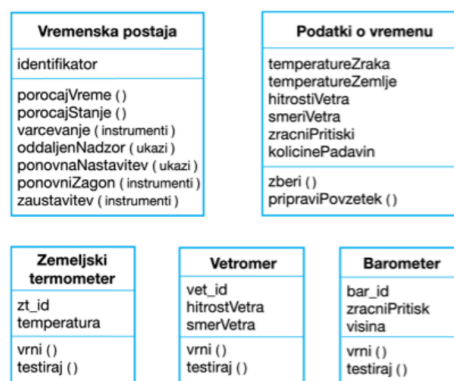 Vremenska postaja
identifikator
porocajVreme ()
porocajStanje ()
varcevanje ( instrumenti )
oddaljenNadzor ( ukazi )
ponovnaNastavitev ( ukazi )
ponovniZagon ( instrumenti )
zaustavitev ( instrumenti )
Podatki o vremenu
temperatureZraka
temperatureZemlje
hitrostiVetra
smeriVetra
zracniPritiski
kolicinePadavin
zberi ()
pripraviPovzetek ()
Zemeljski
termometer
zt_id
temperatura
vrni ()
testiraj ()
Vetromer
vet_id
hitrostVetra
smerVetra
vrni ()
testiraj ()
Barometer
bar_id
zracniPritisk
visina
vrni ()
testiraj ()